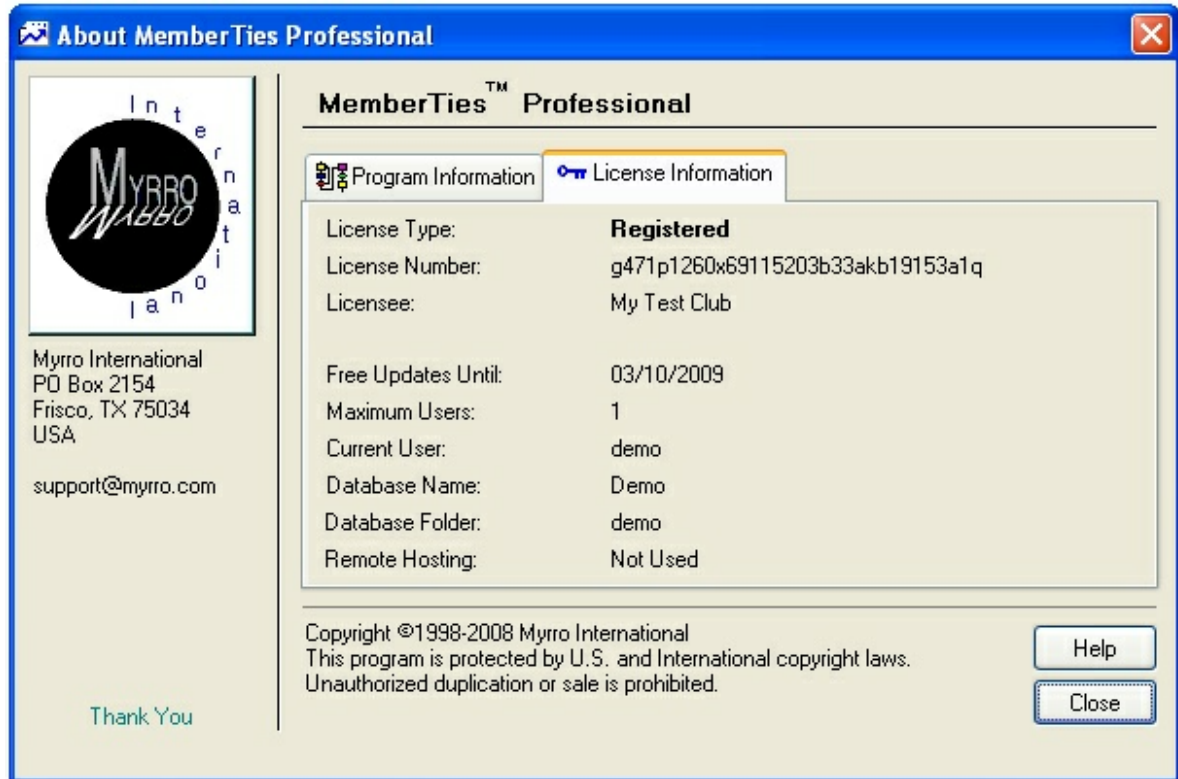 About MemberTies Professional
International
MYRRO
MYRRO
Myrro International
PO Box 2154
Frisco, TX 75034
USA
support@myrro.com
Thank You
MemberTies™ Professional
Program Information
License Information
License Type: Registered
License Number: g471p1260x69115203b33akb19153a1q
Licensee: My Test Club
Free Updates Until: 03/10/2009
Maximum Users: 1
Current User: demo
Database Name: Demo
Database Folder: demo
Remote Hosting: Not Used
Copyright ©1998-2008 Myrro International
This program is protected by U.S. and International copyright laws.
Unauthorized duplication or sale is prohibited.
Help
Close